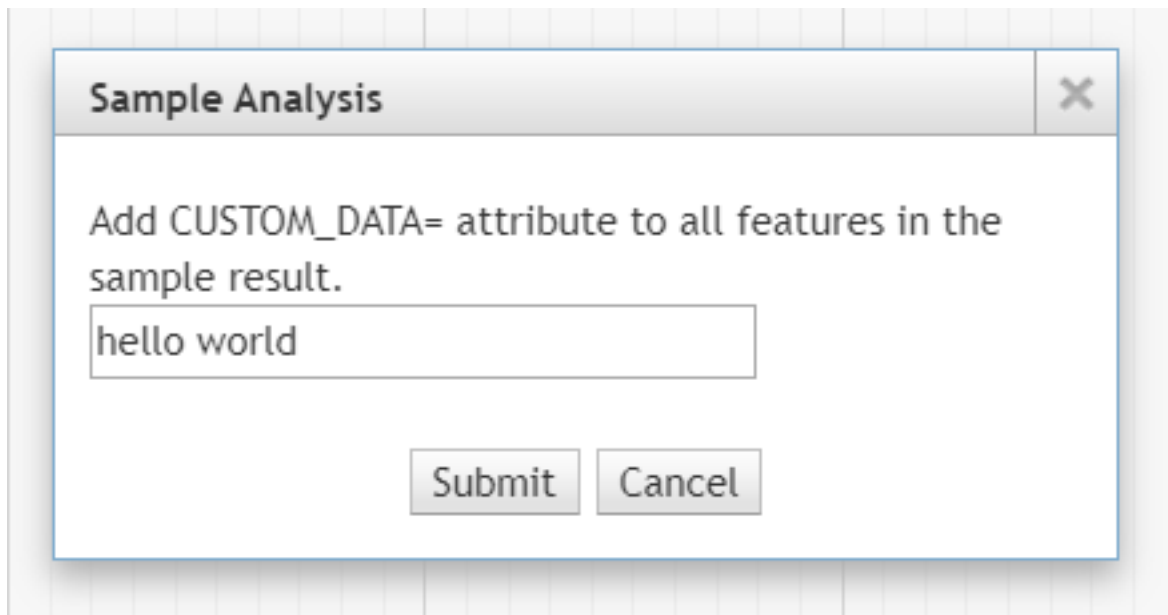 Sample Analysis
Add CUSTOM_DATA= attribute to all features in the
sample result.
hello world
Submit Cancel